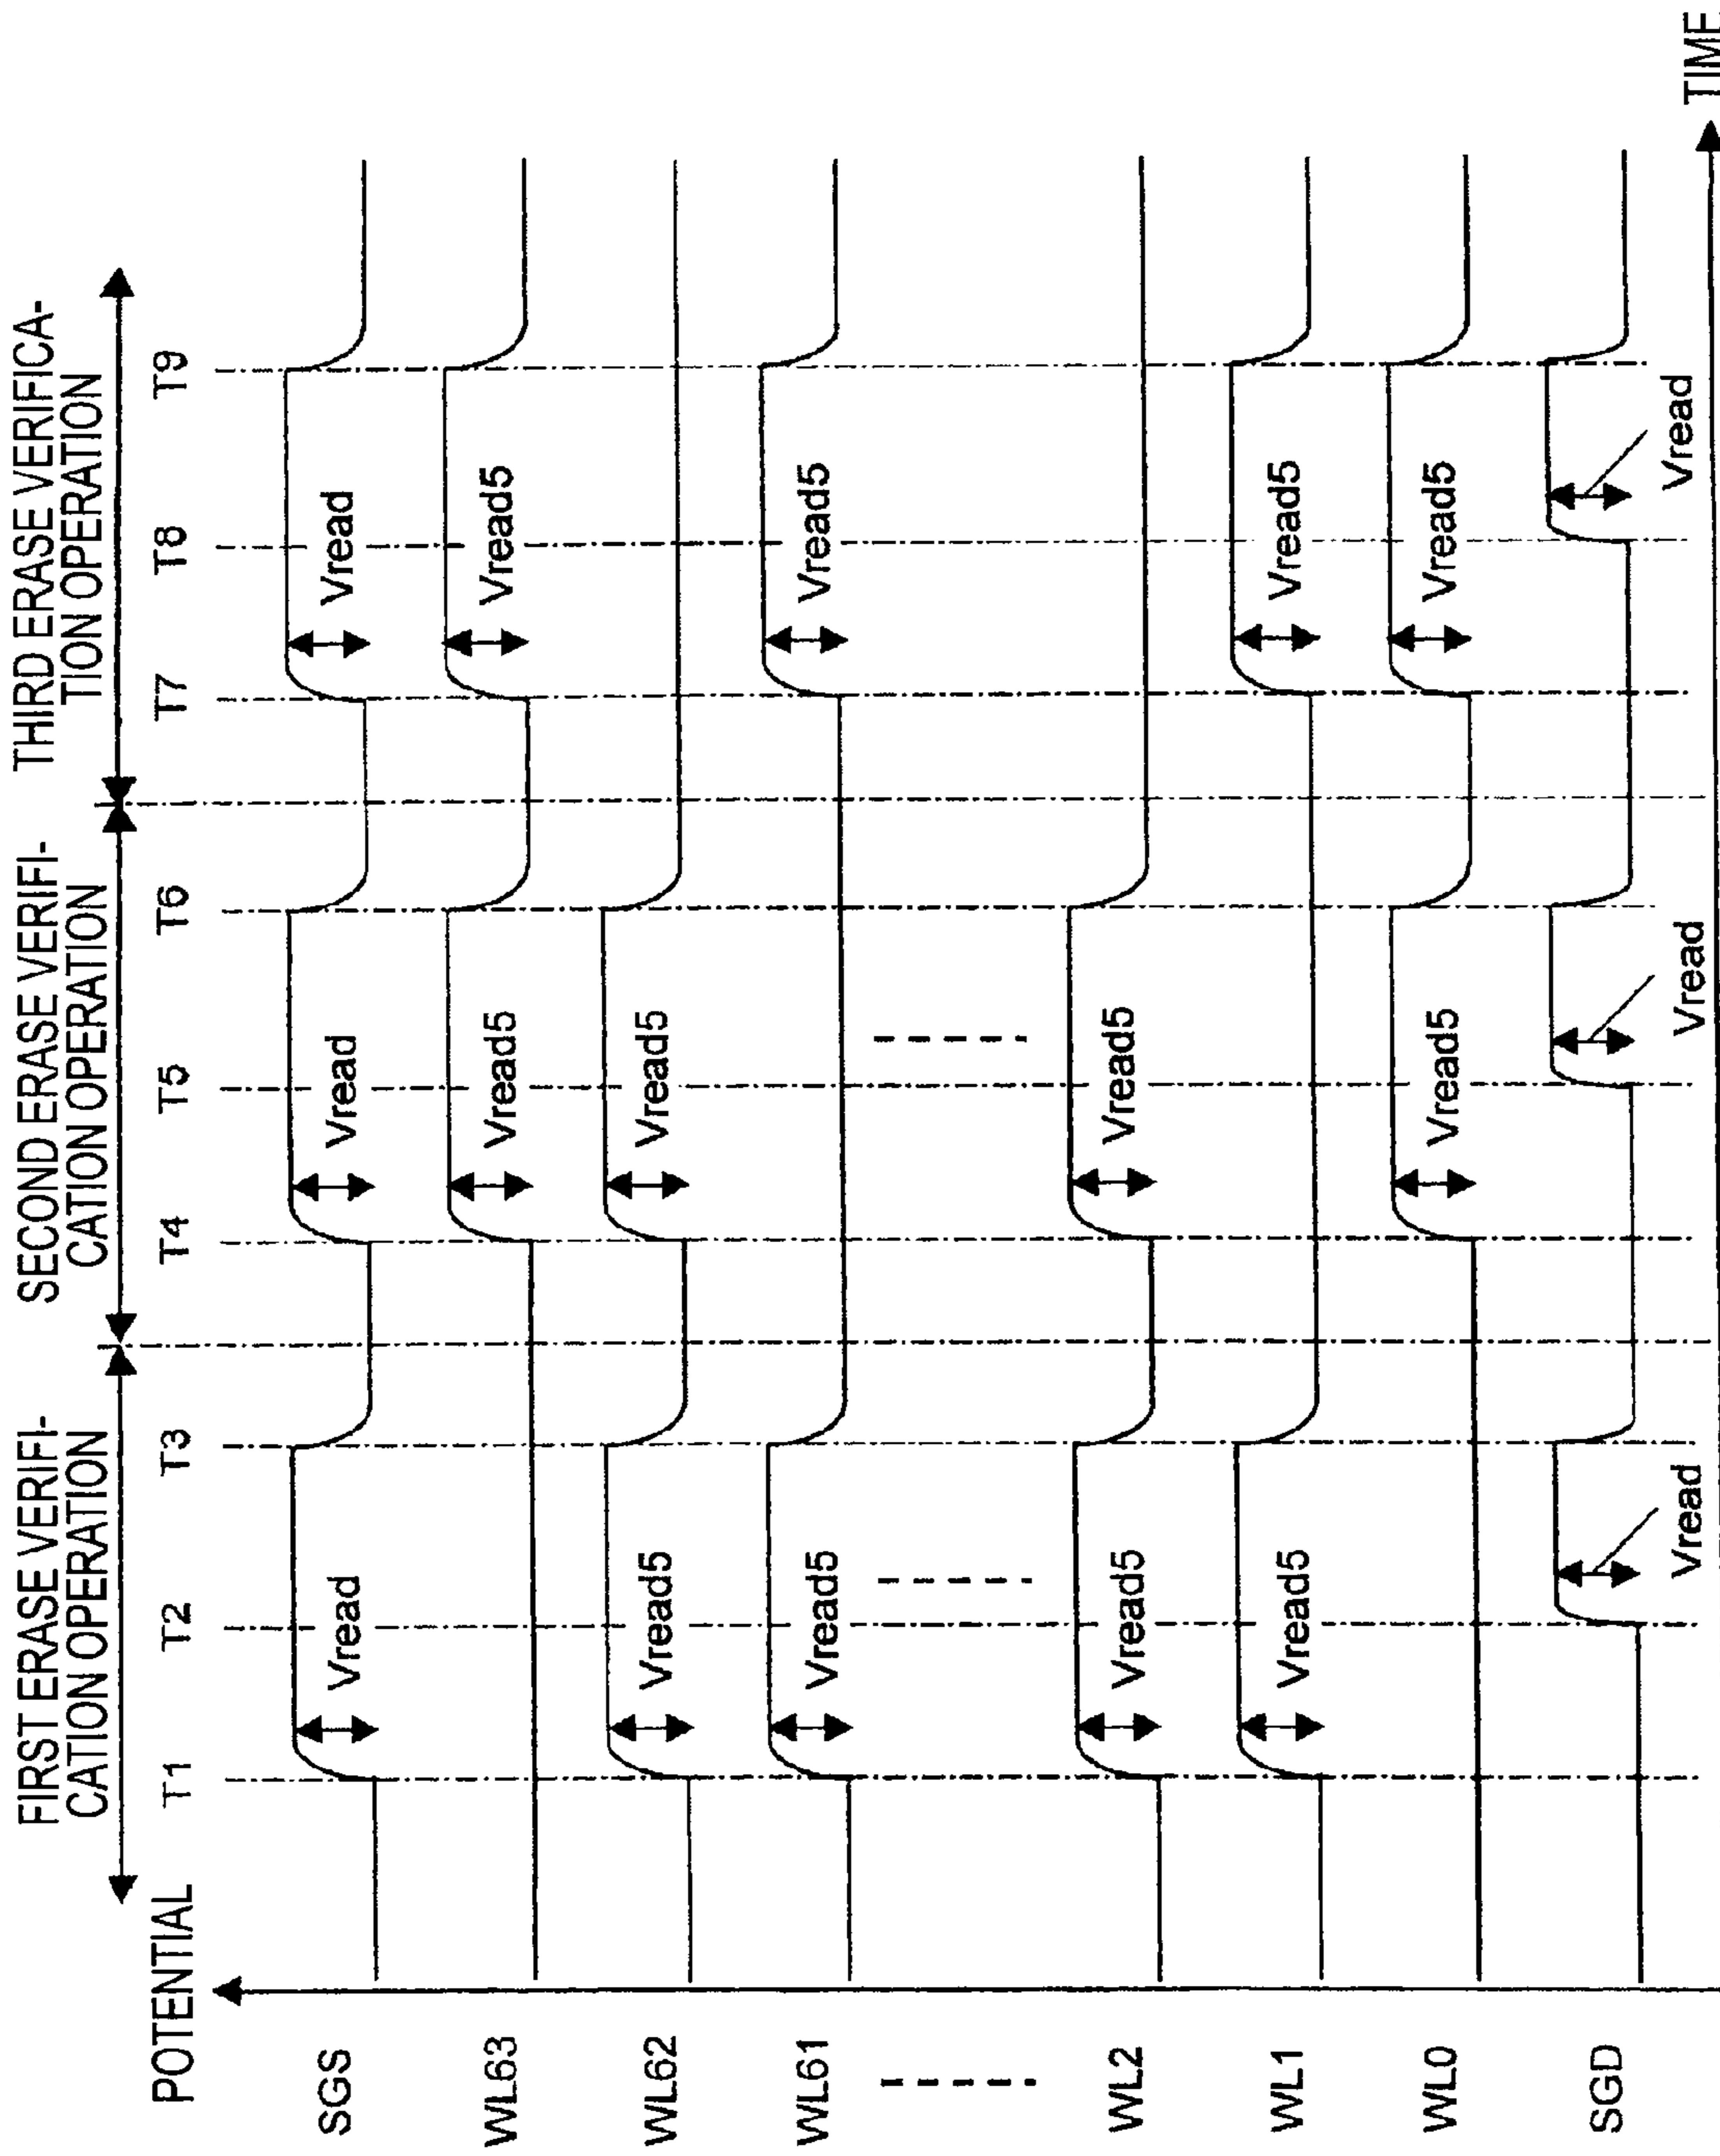 FIRST ERASE VERIFI-
CATION OPERATION
SECOND ERASE VERIFI-
CATION OPERATION
THIRD ERASE VERIFICA-
TION OPERATION
POTENTIAL
T1
T2
T3
T4
T5
T6
T7
T8
T9
SGS
Vread
Vread
Vread
WL63
Vread5
Vread5
WL62
Vread5
Vread5
WL61
Vread5
Vread5
WL2
Vread5
Vread5
WL1
Vread5
Vread5
WL0
Vread5
Vread5
SGD
Vread
Vread
Vread
TIME